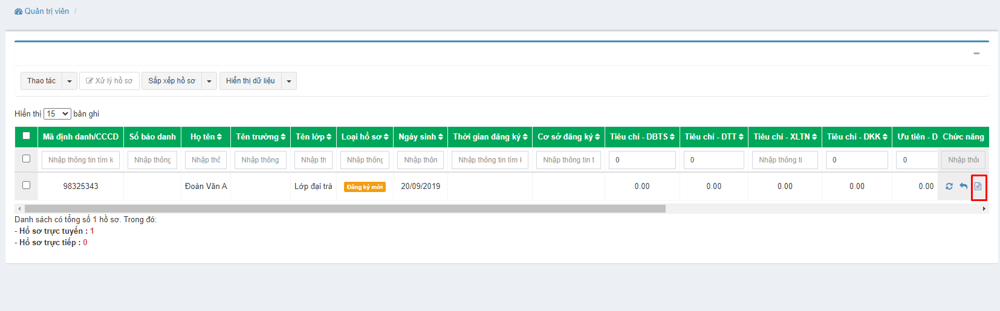 Quản trị viên /
Thao tác Xử lý hồ sơ Sắp xếp hồ sơ Hiển thị dữ liệu
Hiển thị 15 bản ghi
Mã định danh/CCCD Số báo danh Họ tên Tên trường Tên lớp Loại hồ sơ Ngày sinh Thời gian đăng ký Cơ sở đăng ký Tiêu chí - DBTS Tiêu chí - DTT Tiêu chí - XLTN Tiêu chí - DKK Ưu tiên - D Chức năng
Nhập thông tin tìm k Nhập thông Nhập thô Nhập thông Nhập th Nhập thông Nhập thôn Nhập thông tin tìm k Nhập thông tin t 0 0 Nhập thông ti 0 0 Nhập thôn
98325343 Đoàn Văn A Lớp đại trà Đăng ký mới 20/09/2019 0.00 0.00 0.00 0.00 0.00
Danh sách có tổng số 1 hồ sơ. Trong đó:
- Hồ sơ trực tuyến : 1
- Hồ sơ trực tiếp : 0